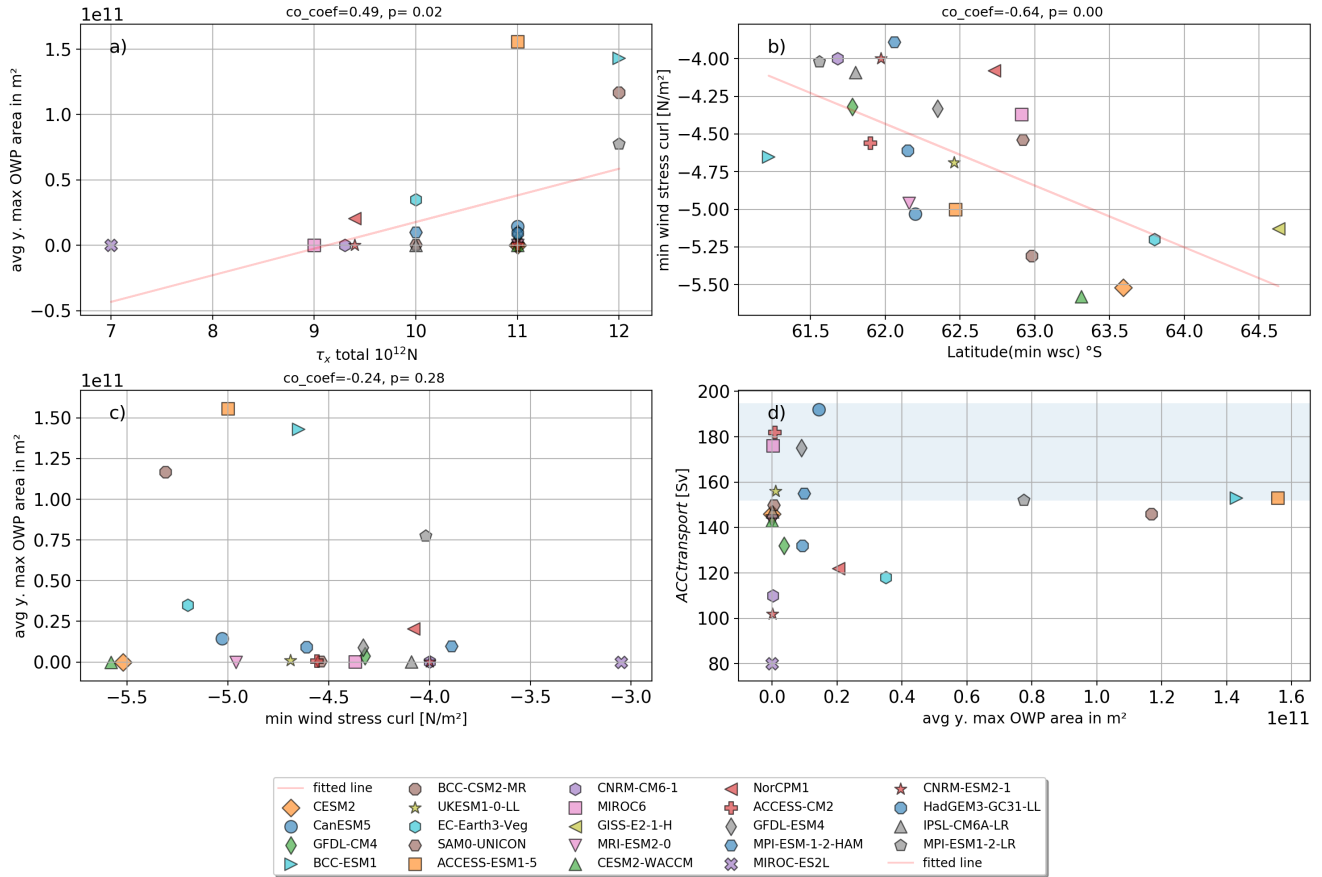 co_coef=0.49, p= 0.02
1e11
a)
avg y. max OWP area in m²
1.5
1.0
0.5
0.0
−0.5
7 8 9 10 11 12
τx total 10¹²N
co_coef=-0.64, p= 0.00
b)
min wind stress curl [N/m²]
−4.00
−4.25
−4.50
−4.75
−5.00
−5.25
−5.50
61.5 62.0 62.5 63.0 63.5 64.0 64.5
Latitude(min wsc) °S
co_coef=-0.24, p= 0.28
1e11
c)
avg y. max OWP area in m²
1.50
1.25
1.00
0.75
0.50
0.25
0.00
−5.5 −5.0 −4.5 −4.0 −3.5 −3.0
min wind stress curl [N/m²]
d)
ACCtransport [Sv]
200
180
160
140
120
100
80
0.0 0.2 0.4 0.6 0.8 1.0 1.2 1.4 1.6
avg y. max OWP area in m²
1e11
fitted line BCC-CSM2-MR CNRM-CM6-1 NorCPM1 CNRM-ESM2-1
CESM2 UKESM1-0-LL MIROC6 ACCESS-CM2 HadGEM3-GC31-LL
CanESM5 EC-Earth3-Veg GISS-E2-1-H GFDL-ESM4 IPSL-CM6A-LR
GFDL-CM4 SAM0-UNICON MRI-ESM2-0 MPI-ESM-1-2-HAM MPI-ESM1-2-LR
BCC-ESM1 ACCESS-ESM1-5 CESM2-WACCM MIROC-ES2L fitted line